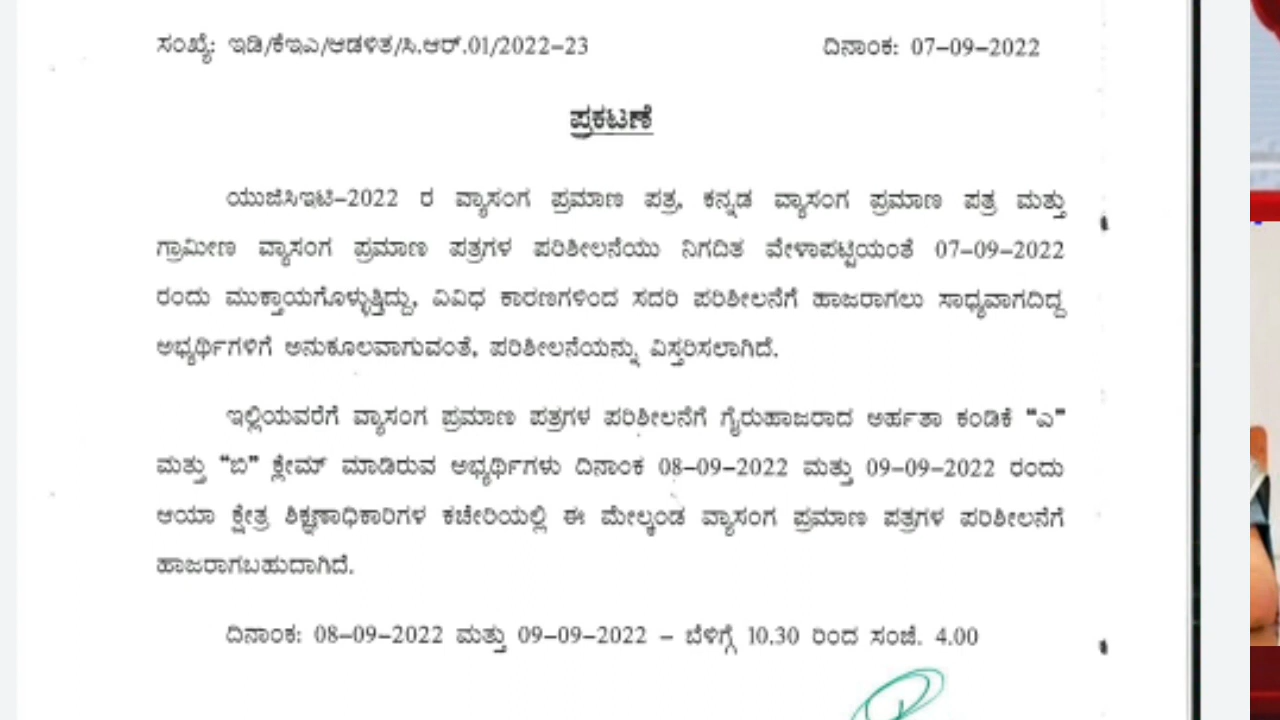 ಸಂಖ್ಯೆ: ಇಡಿ/ಕೆಇಎ/ಆಡಳಿತ/ಸಿ.ಆರ್.01/2022–23 ದಿನಾಂಕ: 07–09–2022
ಪ್ರಕಟಣೆ
ಯುಜಿಸಿಇಟಿ–2022 ರ ವ್ಯಾಸಂಗ ಪ್ರಮಾಣ ಪತ್ರ, ಕನ್ನಡ ವ್ಯಾಸಂಗ ಪ್ರಮಾಣ ಪತ್ರ ಮತ್ತು
ಗ್ರಾಮೀಣ ವ್ಯಾಸಂಗ ಪ್ರಮಾಣ ಪತ್ರಗಳ ಪರಿಶೀಲನೆಯು ನಿಗದಿತ ವೇಳಾಪಟ್ಟಿಯಂತೆ 07–09–2022
ರಂದು ಮುಕ್ತಾಯಗೊಳ್ಳುತ್ತಿದ್ದು, ವಿವಿಧ ಕಾರಣಗಳಿಂದ ಸದರಿ ಪರಿಶೀಲನೆಗೆ ಹಾಜರಾಗಲು ಸಾಧ್ಯವಾಗದಿದ್ದ
ಅಭ್ಯರ್ಥಿಗಳಿಗೆ ಅನುಕೂಲವಾಗುವಂತೆ, ಪರಿಶೀಲನೆಯನ್ನು ವಿಸ್ತರಿಸಲಾಗಿದೆ.
ಇಲ್ಲಿಯವರೆಗೆ ವ್ಯಾಸಂಗ ಪ್ರಮಾಣ ಪತ್ರಗಳ ಪರಿಶೀಲನೆಗೆ ಗೈರುಹಾಜರಾದ ಅರ್ಹತಾ ಕಂಡಿಕೆ "ಎ"
ಮತ್ತು "ಬಿ" ಕ್ಲೇಮ್ ಮಾಡಿರುವ ಅಭ್ಯರ್ಥಿಗಳು ದಿನಾಂಕ 08–09–2022 ಮತ್ತು 09–09–2022 ರಂದು
ಆಯಾ ಕ್ಷೇತ್ರ ಶಿಕ್ಷಣಾಧಿಕಾರಿಗಳ ಕಚೇರಿಯಲ್ಲಿ ಈ ಮೇಲ್ಕಂಡ ವ್ಯಾಸಂಗ ಪ್ರಮಾಣ ಪತ್ರಗಳ ಪರಿಶೀಲನೆಗೆ
ಹಾಜರಾಗಬಹುದಾಗಿದೆ.
ದಿನಾಂಕ: 08–09–2022 ಮತ್ತು 09–09–2022 – ಬೆಳಿಗ್ಗೆ 10.30 ರಿಂದ ಸಂಜೆ. 4.00